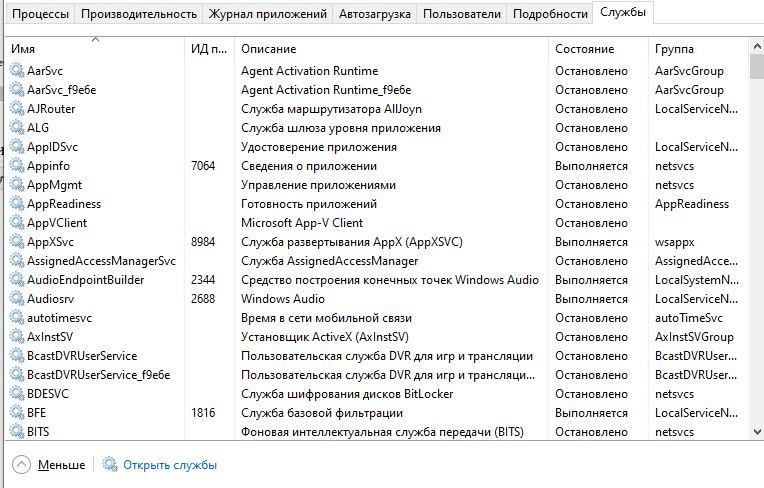 Процессы Производительность Журнал приложений Автозагрузка Пользователи Подробности Службы
Имя ИД п... Описание Состояние Группа
AarSvc Agent Activation Runtime Остановлено AarSvcGroup
AarSvc_f9e6e Agent Activation Runtime_f9e6e Остановлено AarSvcGroup
AJRouter Служба маршрутизатора AllJoyn Остановлено LocalServiceN...
ALG Служба шлюза уровня приложения Остановлено
AppIDSvc Удостоверение приложения Остановлено LocalServiceN...
Appinfo 7064 Сведения о приложении Выполняется netsvcs
AppMgmt Управление приложениями Остановлено netsvcs
AppReadiness Готовность приложений Остановлено AppReadiness
AppVClient Microsoft App-V Client Остановлено
AppXSvc 8984 Служба развертывания AppX (AppXSVC) Выполняется wsappx
AssignedAccessManagerSvc Служба AssignedAccessManager Остановлено AssignedAcce...
AudioEndpointBuilder 2344 Средство построения конечных точек Windows Audio Выполняется LocalSystemN...
Audiosrv 2688 Windows Audio Выполняется LocalServiceN...
autotimesvc Время в сети мобильной связи Остановлено autoTimeSvc
AxInstSV Установщик ActiveX (AxInstSV) Остановлено AxInstSVGroup
BcastDVRUserService Пользовательская служба DVR для игр и трансляции Остановлено BcastDVRUser...
BcastDVRUserService_f9e6e Пользовательская служба DVR для игр и трансляци... Остановлено BcastDVRUser...
BDESVC Служба шифрования дисков BitLocker Остановлено netsvcs
BFE 1816 Служба базовой фильтрации Выполняется LocalServiceN...
BITS Фоновая интеллектуальная служба передачи (BITS) Остановлено netsvcs
Меньше Открыть службы